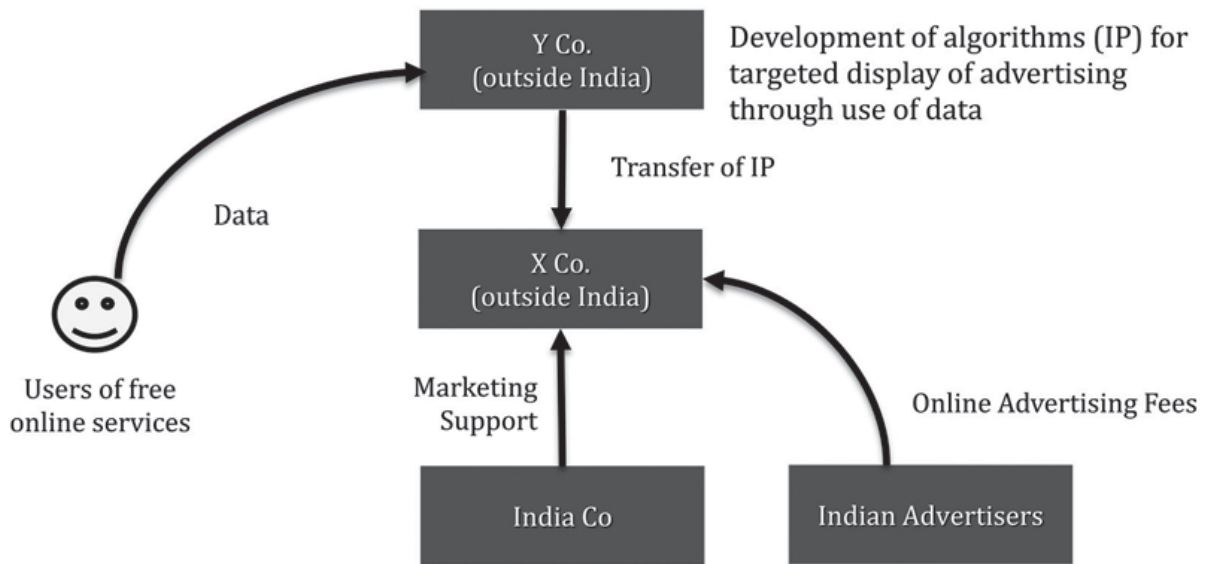 Y Co.
(outside India)
Development of algorithms (IP) for
targeted display of advertising
through use of data
Transfer of IP
Data
X Co.
(outside India)
Users of free
online services
Marketing
Support
Online Advertising Fees
India Co
Indian Advertisers